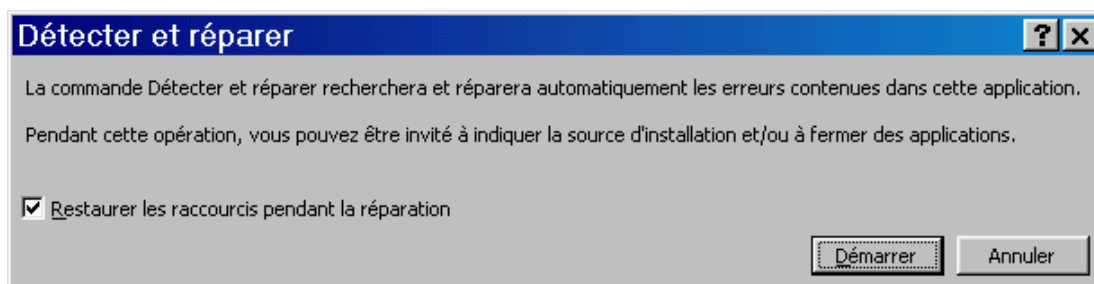 Détecter et réparer
La commande Détecter et réparer recherchera et réparera automatiquement les erreurs contenues dans cette application.
Pendant cette opération, vous pouvez être invité à indiquer la source d'installation et/ou à fermer des applications.
Restaurer les raccourcis pendant la réparation
Démarrer Annuler